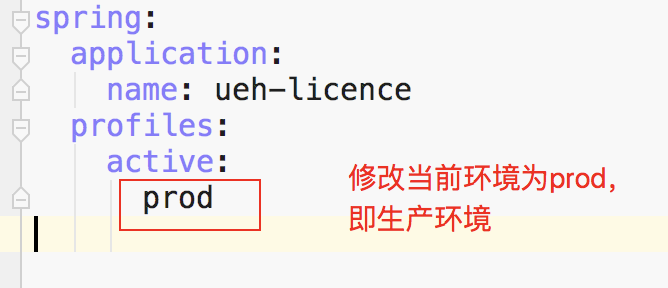 spring:
application:
name: ueh-licence
profiles:
active:
prod
修改当前环境为prod，
即生产环境